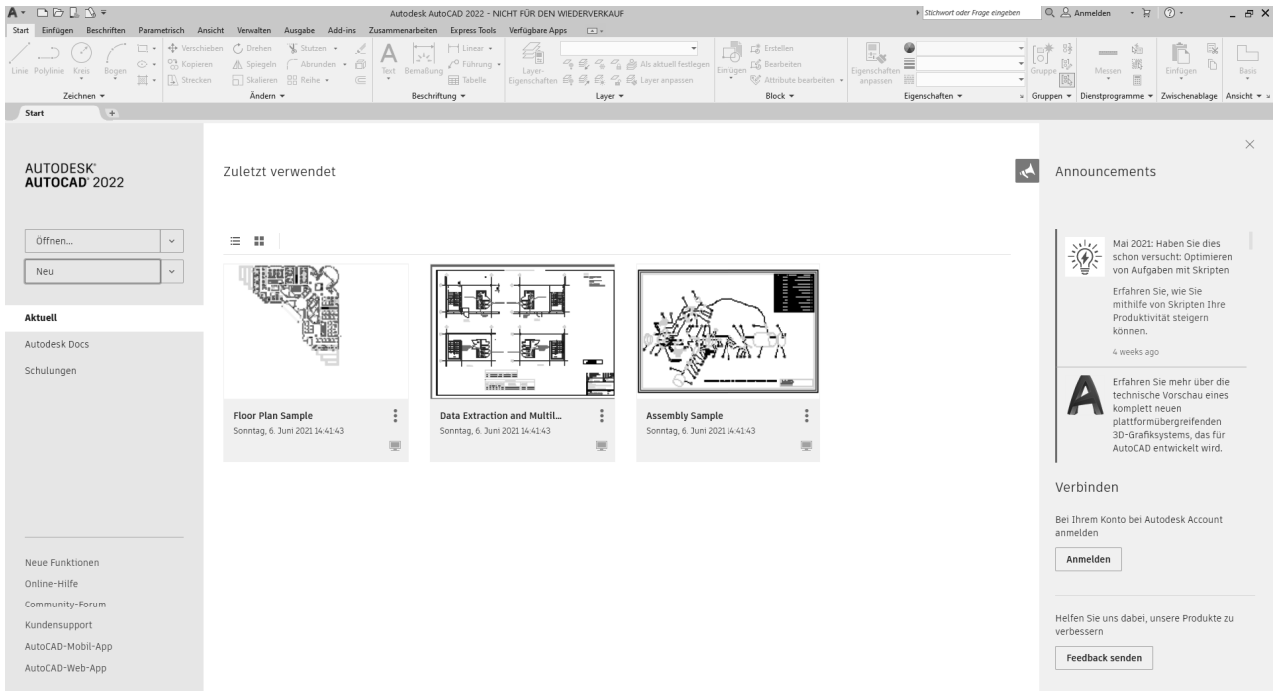 Autodesk AutoCAD 2022 - NICHT FÜR DEN WIEDERVERKAUF
Stichwort oder Frage eingeben
Anmelden
Start Einfügen Beschriften Parametrisch Ansicht Verwalten Ausgabe Add-ins Zusammenarbeiten Express Tools Verfügbare Apps
Linie Polylinie Kreis Bogen
Verschieben Drehen Stutzen
Kopieren Spiegeln Abrunden
Strecken Skalieren Reihe
Text Bemaßung
Linear
Führung
Tabelle
Layer-
Eigenschaften
Als aktuell festlegen
Layer anpassen
Einfügen
Erstellen
Bearbeiten
Attribute bearbeiten
Eigenschaften
anpassen
Gruppe
Messen
Einfügen
Basis
Zeichnen Ändern Beschriftung Layer Block Eigenschaften Gruppen Dienstprogramme Zwischenablage Ansicht
Start
AUTODESK®
AUTOCAD® 2022
Öffnen...
Neu
Aktuell
Autodesk Docs
Schulungen
Neue Funktionen
Online-Hilfe
Community-Forum
Kundensupport
AutoCAD-Mobil-App
AutoCAD-Web-App
Zuletzt verwendet
Floor Plan Sample
Sonntag, 6. Juni 2021 14:41:43
Data Extraction and Multil...
Sonntag, 6. Juni 2021 14:41:43
Assembly Sample
Sonntag, 6. Juni 2021 14:41:43
Announcements
Mai 2021: Haben Sie dies
schon versucht: Optimieren
von Aufgaben mit Skripten
Erfahren Sie, wie Sie
mithilfe von Skripten Ihre
Produktivität steigern
können.
4 weeks ago
Erfahren Sie mehr über die
technische Vorschau eines
komplett neuen
plattformübergreifenden
3D-Grafiksystems, das für
AutoCAD entwickelt wird.
Verbinden
Bei Ihrem Konto bei Autodesk Account
anmelden
Anmelden
Helfen Sie uns dabei, unsere Produkte zu
verbessern
Feedback senden